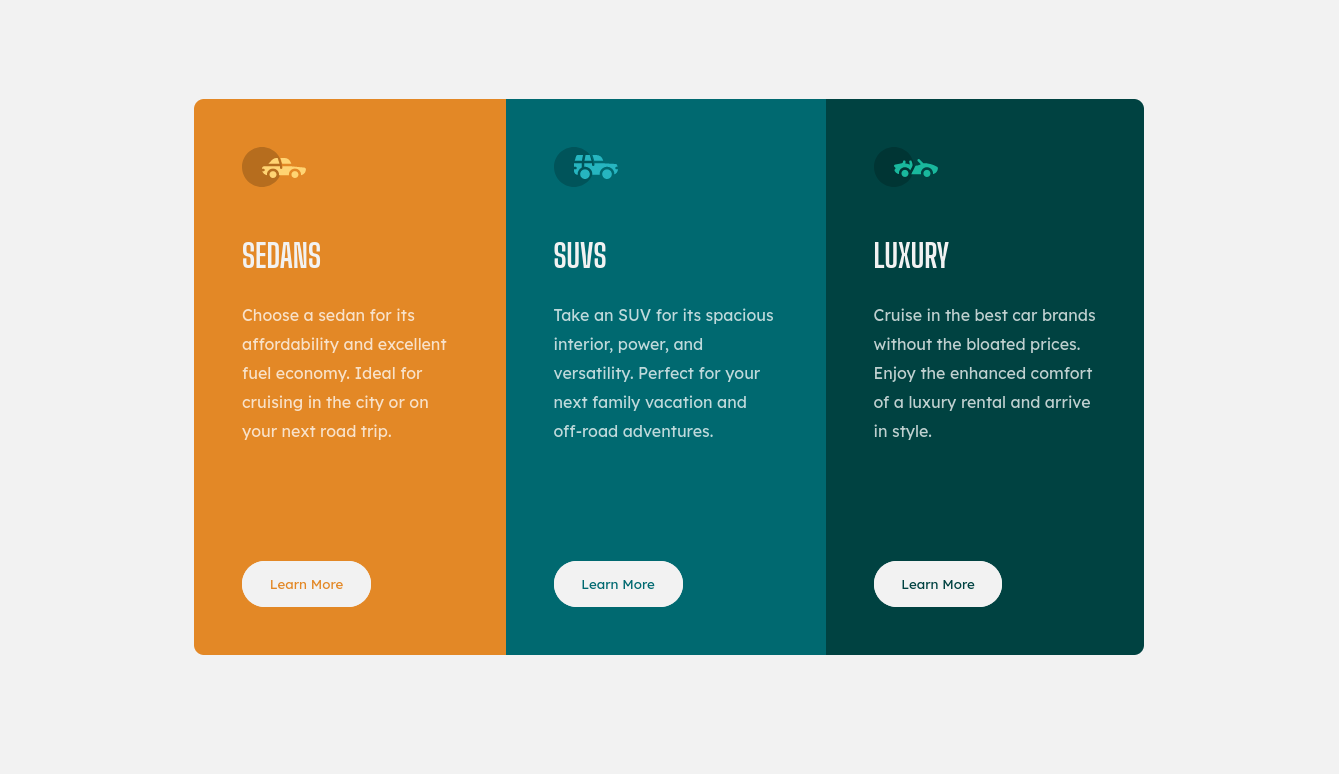 SEDANS
Choose a sedan for its
affordability and excellent
fuel economy. Ideal for
cruising in the city or on
your next road trip.
Learn More
SUVS
Take an SUV for its spacious
interior, power, and
versatility. Perfect for your
next family vacation and
off-road adventures.
Learn More
LUXURY
Cruise in the best car brands
without the bloated prices.
Enjoy the enhanced comfort
of a luxury rental and arrive
in style.
Learn More